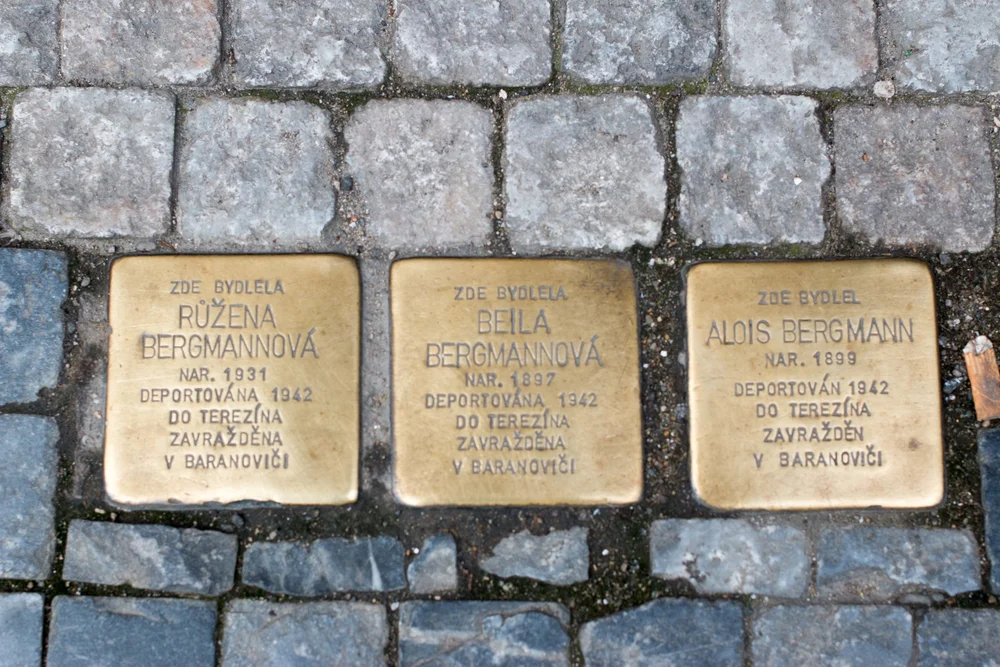 ZDE BYDLELA
RŮŽENA
BERGMANNOVÁ
NAR. 1931
DEPORTOVÁNA 1942
DO TEREZÍNA
ZAVRAŽDĚNA
V BARANOVIČI
ZDE BYDLELA
BEILA
BERGMANNOVÁ
NAR. 1897
DEPORTOVÁNA 1942
DO TEREZÍNA
ZAVRAŽDĚNA
V BARANOVIČI
ZDE BYDLEL
ALOIS BERGMANN
NAR. 1899
DEPORTOVÁN 1942
DO TEREZÍNA
ZAVRAŽDĚN
V BARANOVIČI